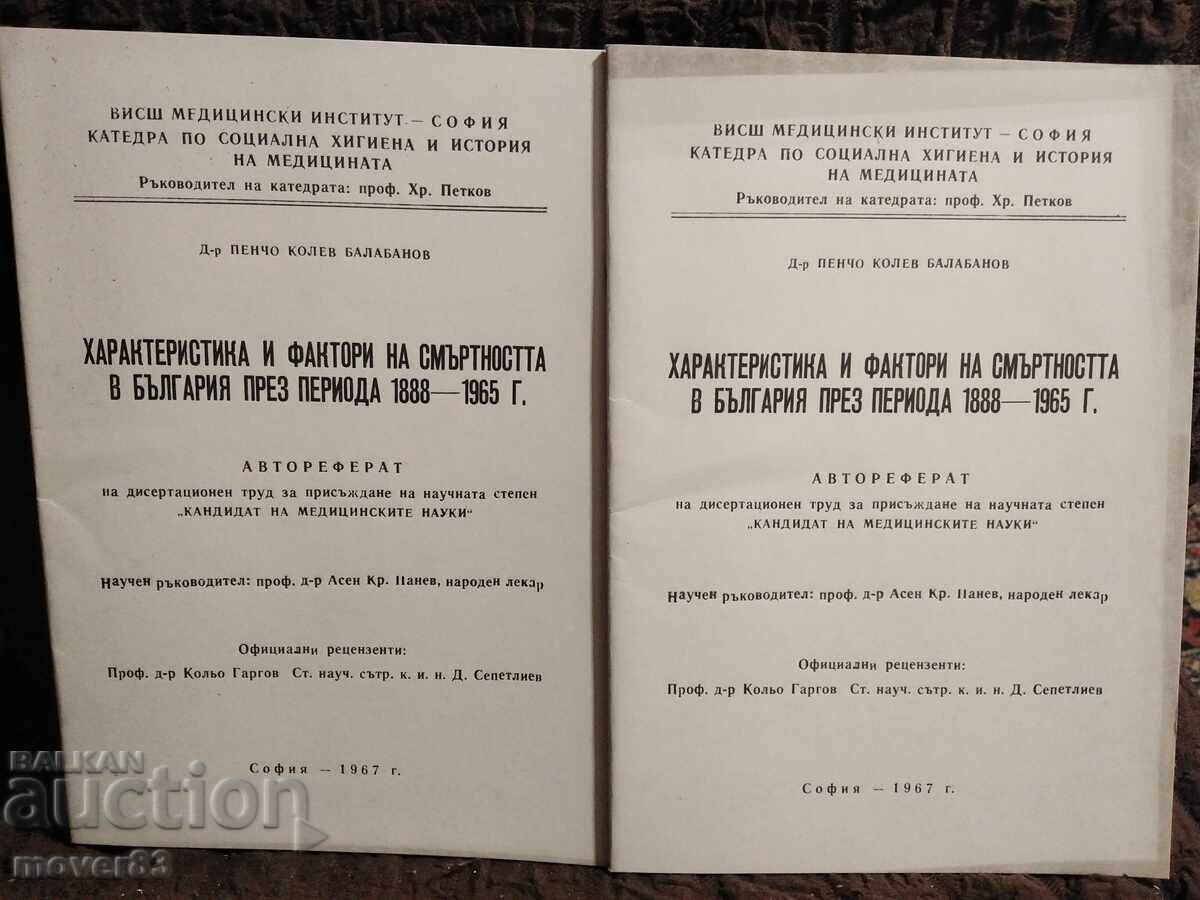 ВИСШ МЕДИЦИНСКИ ИНСТИТУТ — СОФИЯ
КАТЕДРА ПО СОЦИАЛНА ХИГИЕНА И ИСТОРИЯ
НА МЕДИЦИНАТА
Ръководител на катедрата: проф. Хр. Петков
Д-р ПЕНЧО КОЛЕВ БАЛАБАНОВ
ХАРАКТЕРИСТИКА И ФАКТОРИ НА СМЪРТНОСТТА
В БЪЛГАРИЯ ПРЕЗ ПЕРИОДА 1888—1965 Г.
АВТОРЕФЕРАТ
на дисертационен труд за присъждане на научната степен
„КАНДИДАТ НА МЕДИЦИНСКИТЕ НАУКИ“
Научен ръководител: проф. д-р Асен Кр. Панев, народен лекар
Официални рецензенти:
Проф. д-р Кольо Гаргов Ст. науч. сътр. к. и. н. Д. Сепетлиев
София — 1967 г.
ВИСШ МЕДИЦИНСКИ ИНСТИТУТ — СОФИЯ
КАТЕДРА ПО СОЦИАЛНА ХИГИЕНА И ИСТОРИЯ
НА МЕДИЦИНАТА
Ръководител на катедрата: проф. Хр. Петков
Д-р ПЕНЧО КОЛЕВ БАЛАБАНОВ
ХАРАКТЕРИСТИКА И ФАКТОРИ НА СМЪРТНОСТТА
В БЪЛГАРИЯ ПРЕЗ ПЕРИОДА 1888—1965 Г.
АВТОРЕФЕРАТ
на дисертационен труд за присъждане на научната степен
„КАНДИДАТ НА МЕДИЦИНСКИТЕ НАУКИ“
Научен ръководител: проф. д-р Асен Кр. Панев, народен лекар
Официални рецензенти:
Проф. д-р Кольо Гаргов Ст. науч. сътр. к. и. н. Д. Сепетлиев
София — 1967 г.
BALKAN
auction
mover83